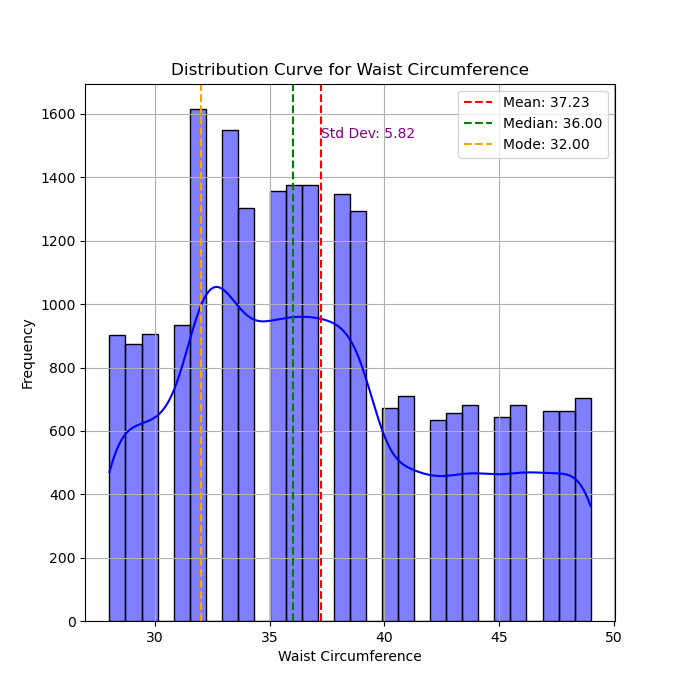 Distribution Curve for Waist Circumference
Mean: 37.23
Median: 36.00
Mode: 32.00
Std Dev: 5.82
1600
1400
1200
1000
800
600
400
200
0
Frequency
30 35 40 45 50
Waist Circumference